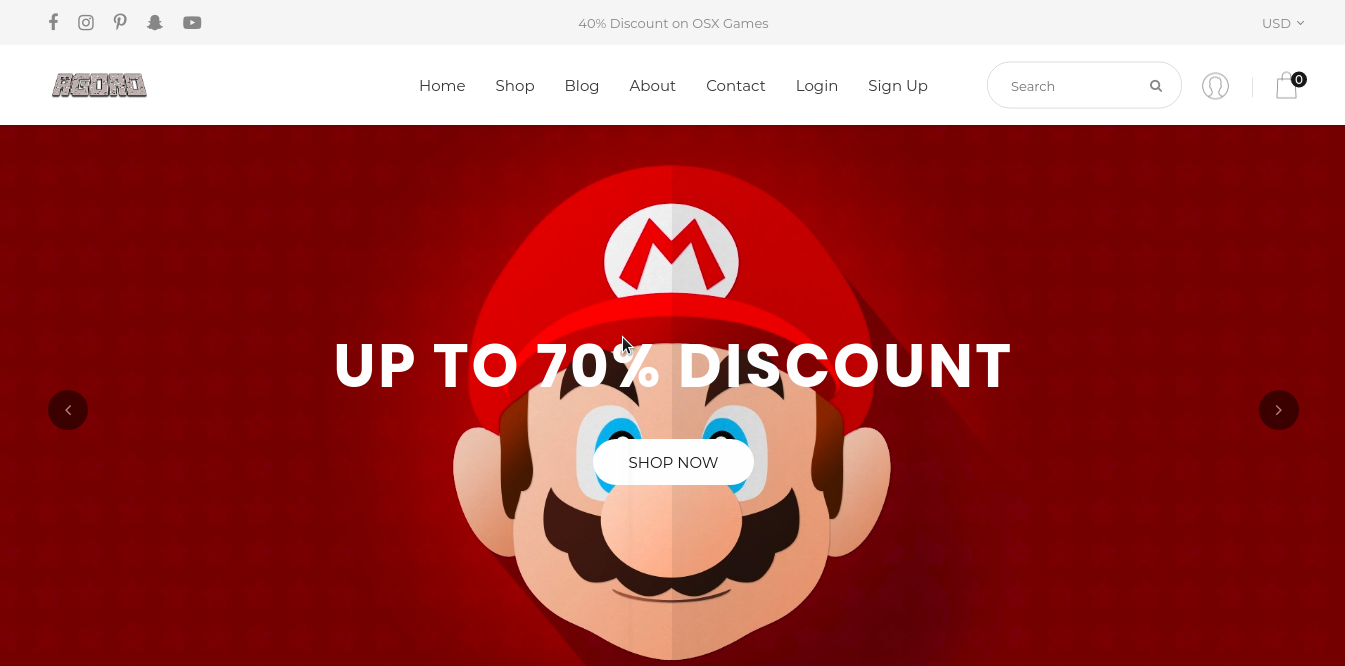 40% Discount on OSX Games
USD
AGORO
Home Shop Blog About Contact Login Sign Up
Search
0
M
UP TO 70% DISCOUNT
SHOP NOW